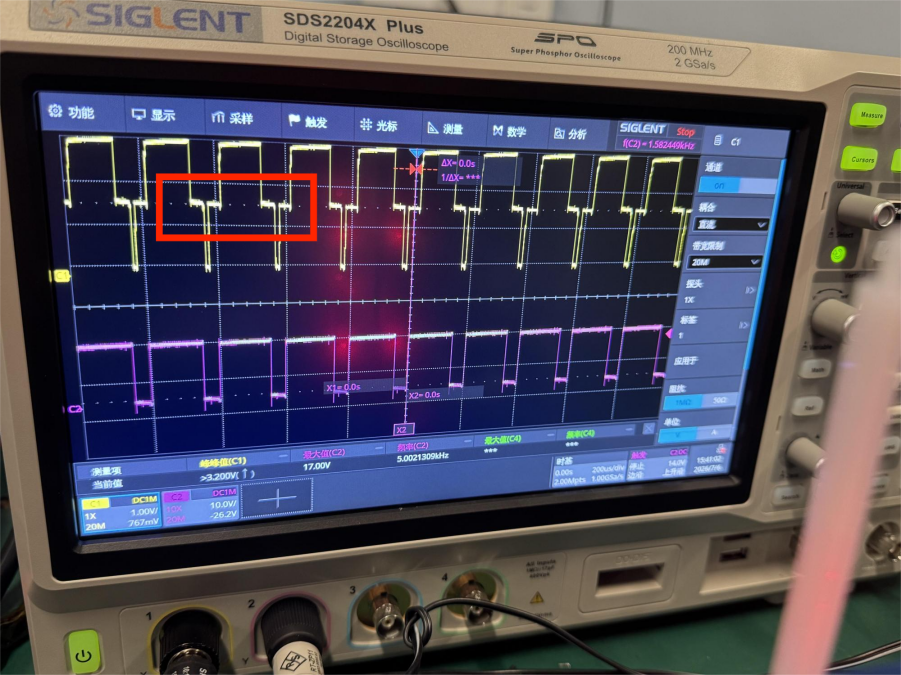 SIGLENT
SDS2204X Plus
Digital Storage Oscilloscope
SPO
Super Phosphor Oscilloscope
200 MHz
2 GSa/s
功能
显示
采样
触发
光标
测量
数学
分析
SIGLENT Stop
f(C2) = 1.582449kHz
C1
ΔX= 0.0s
1/ΔX= ***
通道
耦合
直流
带宽限制
20M
探头
1X
标签
1
应用于
阻抗
1MΩ 50Ω
单位
V A
C1
C2
X1= 0.0s
X2= 0.0s
X2
测量项
峰峰值(C1)
最大值(C2)
频率(C2)
最大值(C4)
频率(C4)
当前值
>3.200V(↑)
17.00V
5.0021309kHz
***
***
C1 DC1M
1X 1.00V/
20M 767mV
C2 DC1M
10X 10.0V/
20M -26.2V
时基
0.00s 200us/div
2.00Mpts 1.00GSa/s
触发 C2 DC
停止
边沿 上升沿
15:41:02
Measure
Cursors
Universal
Math
Ref
1
2
3
4
Y